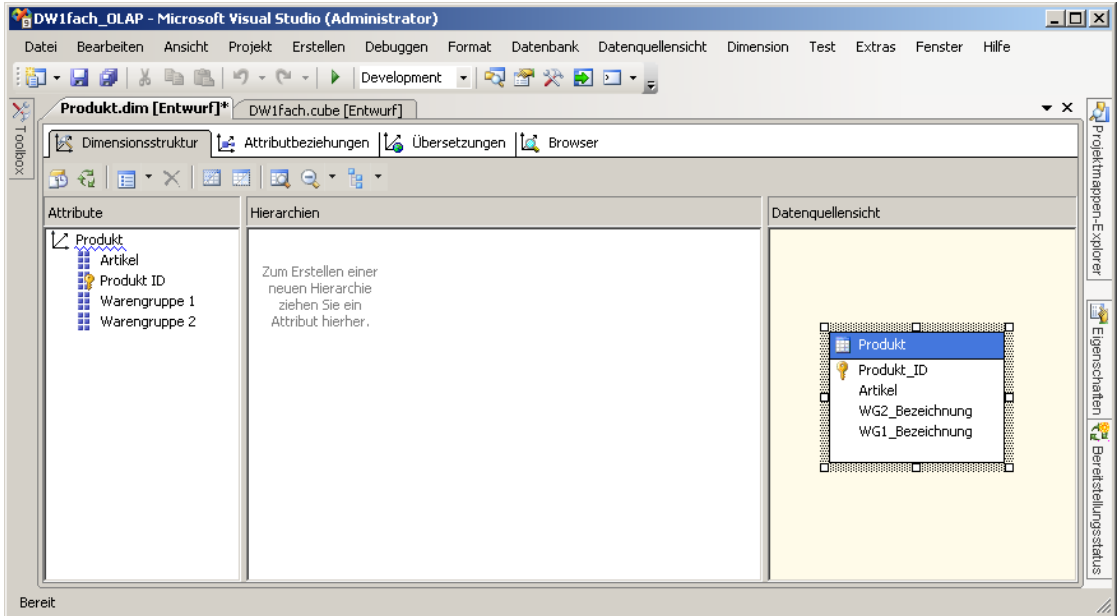 DW1fach_OLAP - Microsoft Visual Studio (Administrator)
Datei Bearbeiten Ansicht Projekt Erstellen Debuggen Format Datenbank Datenquellensicht Dimension Test Extras Fenster Hilfe
Development
Produkt.dim [Entwurf]* DW1fach.cube [Entwurf]
Toolbox
Dimensionsstruktur Attributbeziehungen Übersetzungen Browser
Attribute
Produkt
Artikel
Produkt ID
Warengruppe 1
Warengruppe 2
Hierarchien
Zum Erstellen einer
neuen Hierarchie
ziehen Sie ein
Attribut hierher.
Datenquellensicht
Produkt
Produkt_ID
Artikel
WG2_Bezeichnung
WG1_Bezeichnung
Projektmappen-Explorer
Eigenschaften
Bereitstellungsstatus
Bereit